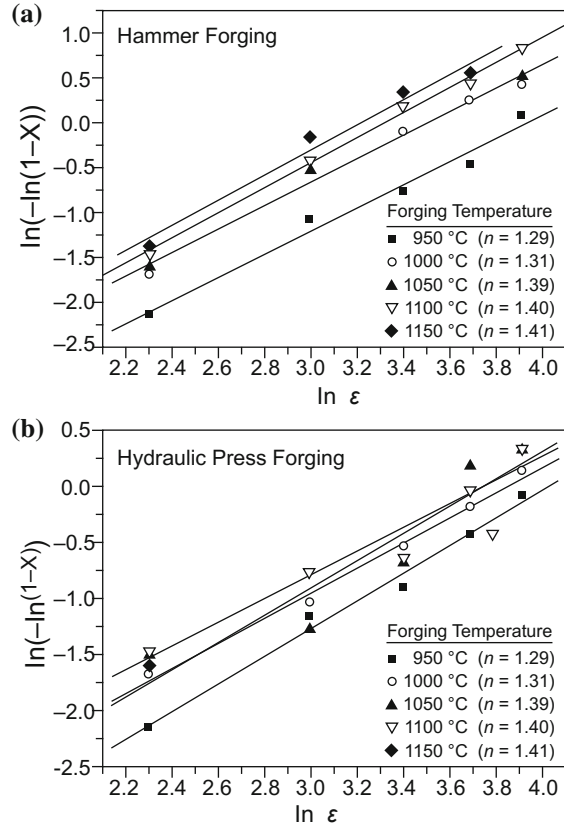 (a)
Hammer Forging
ln(−ln(1−X))
1.0
0.5
0.0
−0.5
−1.0
−1.5
−2.0
−2.5
Forging Temperature
950 °C (n = 1.29)
1000 °C (n = 1.31)
1050 °C (n = 1.39)
1100 °C (n = 1.40)
1150 °C (n = 1.41)
2.2 2.4 2.6 2.8 3.0 3.2 3.4 3.6 3.8 4.0
ln ε
(b)
Hydraulic Press Forging
ln(−ln(1−X))
0.5
0.0
−0.5
−1.0
−1.5
−2.0
-2.5
Forging Temperature
950 °C (n = 1.29)
1000 °C (n = 1.31)
1050 °C (n = 1.39)
1100 °C (n = 1.40)
1150 °C (n = 1.41)
2.2 2.4 2.6 2.8 3.0 3.2 3.4 3.6 3.8 4.0
ln ε